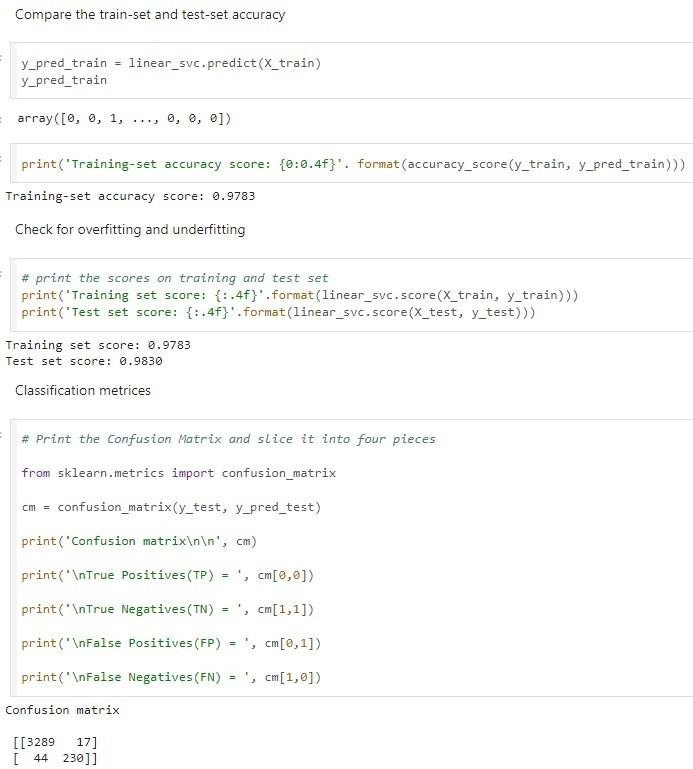 Compare the train-set and test-set accuracy
y_pred_train = linear_svc.predict(X_train)
y_pred_train
array([0, 0, 1, ..., 0, 0, 0])
print('Training-set accuracy score: {0:0.4f}'. format(accuracy_score(y_train, y_pred_train)))
Training-set accuracy score: 0.9783
Check for overfitting and underfitting
# print the scores on training and test set
print('Training set score: {:.4f}'.format(linear_svc.score(X_train, y_train)))
print('Test set score: {:.4f}'.format(linear_svc.score(X_test, y_test)))
Training set score: 0.9783
Test set score: 0.9830
Classification metrices
# Print the Confusion Matrix and slice it into four pieces
from sklearn.metrics import confusion_matrix
cm = confusion_matrix(y_test, y_pred_test)
print('Confusion matrix\n\n', cm)
print('\nTrue Positives(TP) = ', cm[0,0])
print('\nTrue Negatives(TN) = ', cm[1,1])
print('\nFalse Positives(FP) = ', cm[0,1])
print('\nFalse Negatives(FN) = ', cm[1,0])
Confusion matrix
[[3289   17]
[  44  230]]